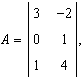 A = | 3 -2 |
| 0 1 | ,
| 1 4 |